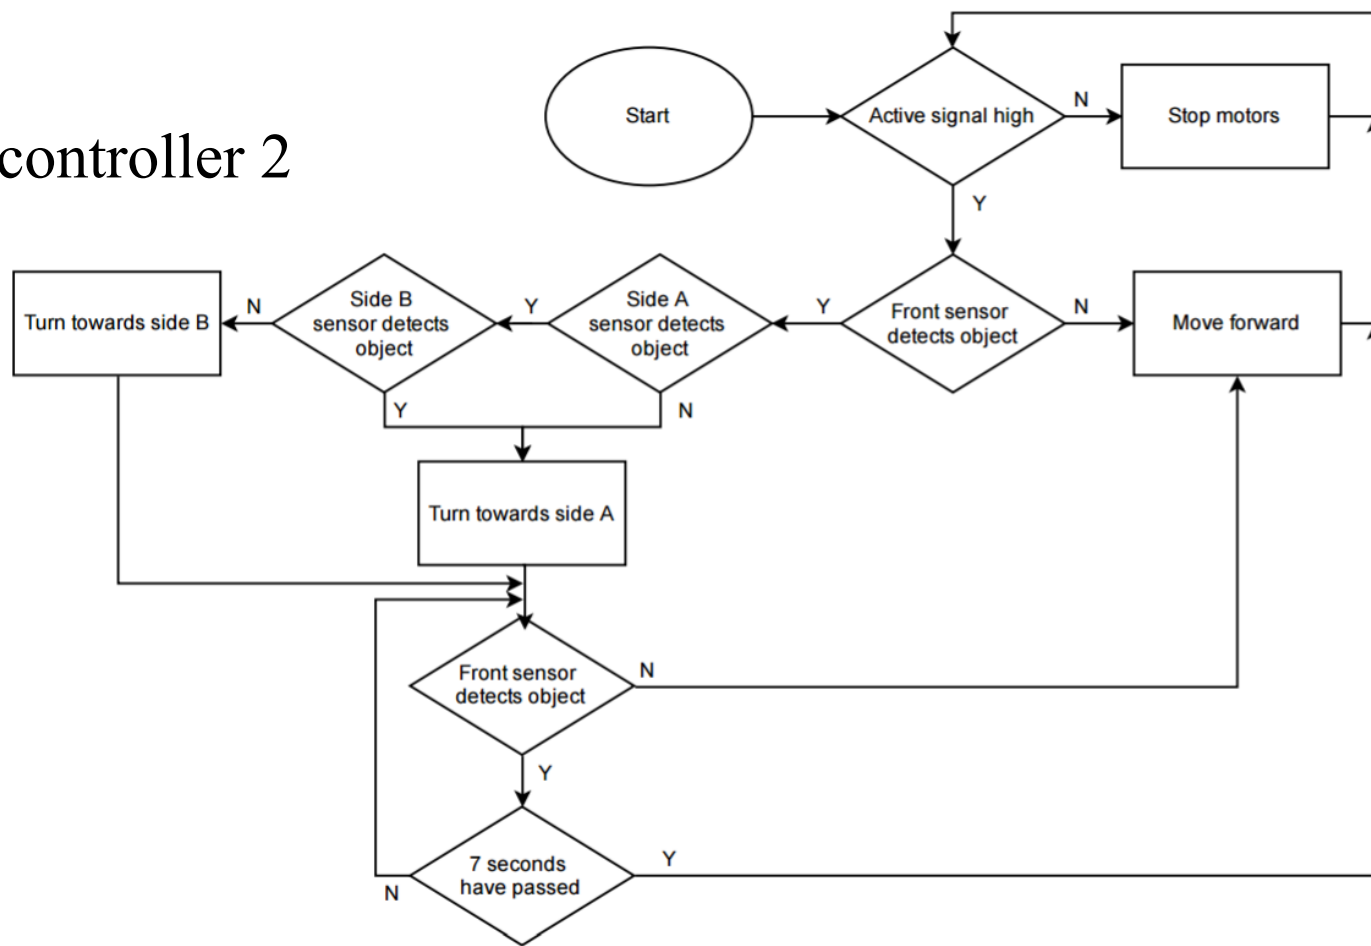 Start
Active signal high
N
Stop motors
controller 2
Y
Turn towards side B
N
Side B
sensor detects
object
Y
Side A
sensor detects
object
Y
Front sensor
detects object
N
Move forward
Y
N
Turn towards side A
Front sensor
detects object
N
Y
7 seconds
have passed
Y
N